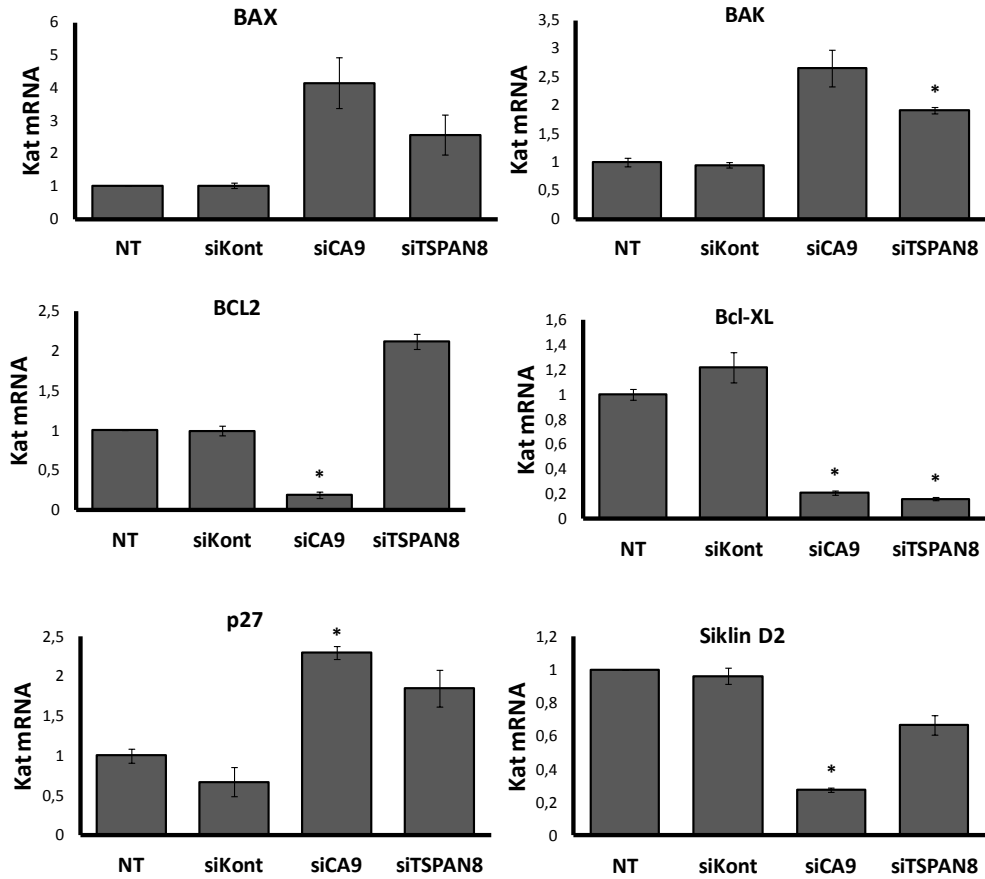 BAX
Kat mRNA
6
5
4
3
2
1
0
NT siKont siCA9 siTSPAN8
BAK
Kat mRNA
3,5
3
2,5
2
1,5
1
0,5
0
*
NT siKont siCA9 siTSPAN8
BCL2
Kat mRNA
2,5
2
1,5
1
0,5
0
*
NT siKont siCA9 siTSPAN8
Bcl-XL
Kat mRNA
1,6
1,4
1,2
1
0,8
0,6
0,4
0,2
0
* *
NT siKont siCA9 siTSPAN8
p27
Kat mRNA
2,5
2
1,5
1
0,5
0
*
NT siKont siCA9 siTSPAN8
Siklin D2
Kat mRNA
1,2
1
0,8
0,6
0,4
0,2
0
*
NT siKont siCA9 siTSPAN8